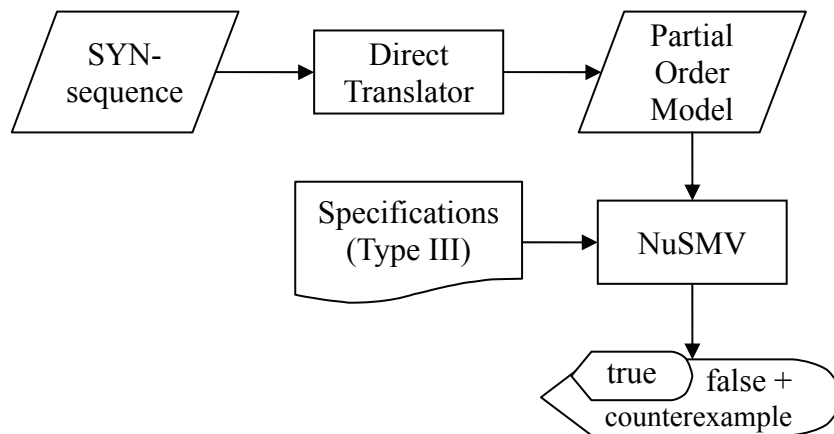 SYN-
sequence
Direct
Translator
Partial
Order
Model
Specifications
(Type III)
NuSMV
true
false +
counterexample